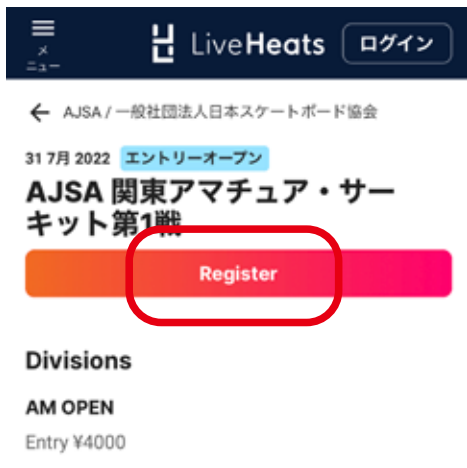 メ
ニュー
LiveHeats
ログイン
← AJSA / 一般社団法人日本スケートボード協会
31 7月 2022 エントリーオープン
AJSA 関東アマチュア・サー
キット第1戦
Register
Divisions
AM OPEN
Entry ¥4000